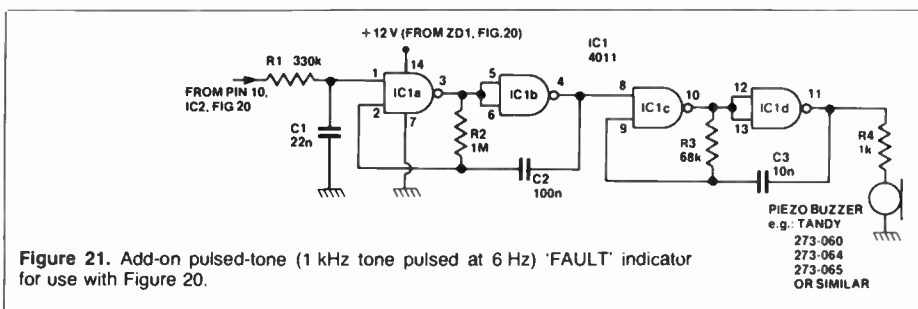 +12 V (FROM ZD1, FIG.20)
IC1
4011
R1 330k
14
FROM PIN 10,
IC2, FIG 20
1
2
IC1a
3
7
5
6
IC1b
4
8
9
IC1c
10
12
13
IC1d
11
C1
22n
R2
1M
C2
100n
R3
68k
C3
10n
R4
1k
PIEZO BUZZER
e.g.: TANDY
273-060
273-064
273-065
OR SIMILAR
Figure 21. Add-on pulsed-tone (1 kHz tone pulsed at 6 Hz) 'FAULT' indicator
for use with Figure 20.